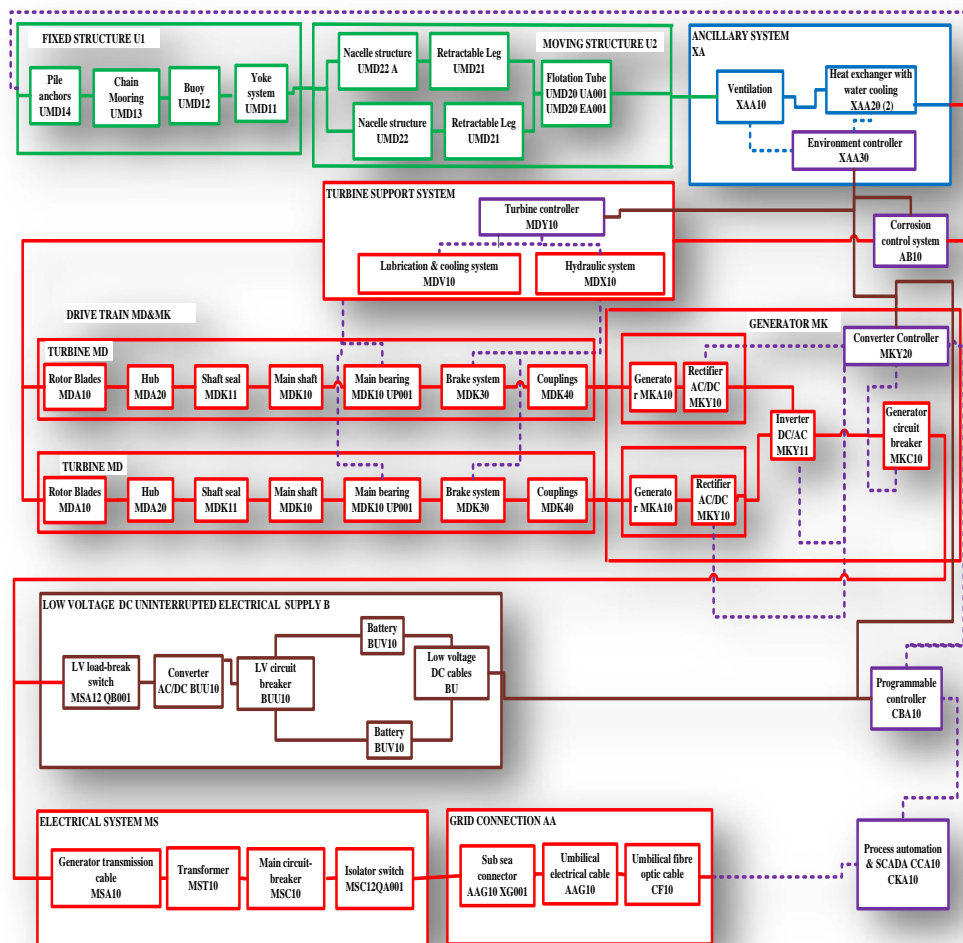 FIXED STRUCTURE U1
Pile
anchors
UMD14
Chain
Mooring
UMD13
Buoy
UMD12
Yoke
system
UMD11
MOVING STRUCTURE U2
Nacelle structure
UMD22 A
Retractable Leg
UMD21
Nacelle structure
UMD22
Retractable Leg
UMD21
Flotation Tube
UMD20 UA001
UMD20 EA001
ANCILLARY SYSTEM
XA
Ventilation
XAA10
Heat exchanger with
water cooling
XAA20 (2)
Environment controller
XAA30
TURBINE SUPPORT SYSTEM
Turbine controller
MDY10
Lubrication & cooling system
MDV10
Hydraulic system
MDX10
Corrosion
control system
AB10
DRIVE TRAIN MD&MK
TURBINE MD
Rotor Blades
MDA10
Hub
MDA20
Shaft seal
MDK11
Main shaft
MDK10
Main bearing
MDK10 UP001
Brake system
MDK30
Couplings
MDK40
TURBINE MD
Rotor Blades
MDA10
Hub
MDA20
Shaft seal
MDK11
Main shaft
MDK10
Main bearing
MDK10 UP001
Brake system
MDK30
Couplings
MDK40
GENERATOR MK
Generato
r MKA10
Rectifier
AC/DC
MKY10
Generato
r MKA10
Rectifier
AC/DC
MKY10
Inverter
DC/AC
MKY11
Converter Controller
MKY20
Generator
circuit
breaker
MKC10
LOW VOLTAGE DC UNINTERRUPTED ELECTRICAL SUPPLY B
LV load-break
switch
MSA12 QB001
Converter
AC/DC BUU10
LV circuit
breaker
BUU10
Battery
BUV10
Battery
BUV10
Low voltage
DC cables
BU
Programmable
controller
CBA10
ELECTRICAL SYSTEM MS
Generator transmission
cable
MSA10
Transformer
MST10
Main circuit-
breaker
MSC10
Isolator switch
MSC12QA001
GRID CONNECTION AA
Sub sea
connector
AAG10 XG001
Umbilical
electrical cable
AAG10
Umbilical fibre
optic cable
CF10
Process automation
& SCADA CCA10
CKA10